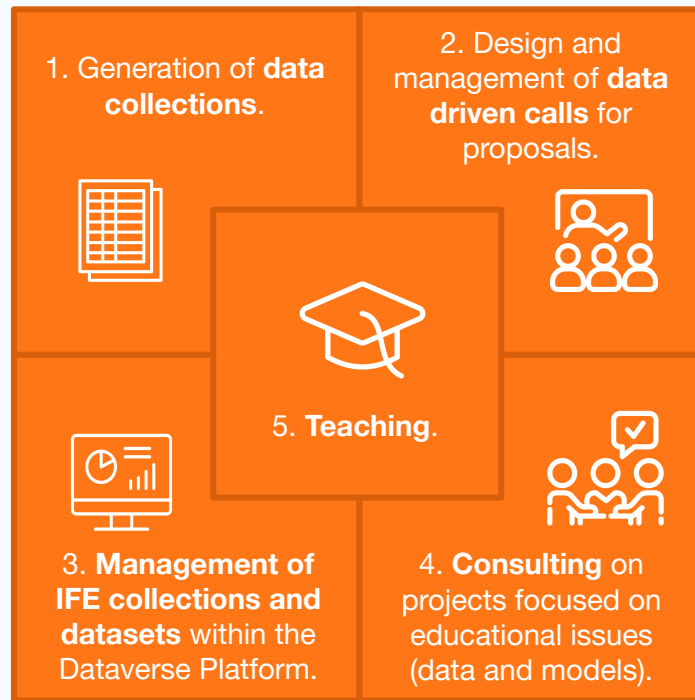 1. Generation of data
collections.
2. Design and
management of data
driven calls for
proposals.
5. Teaching.
3. Management of
IFE collections and
datasets within the
Dataverse Platform.
4. Consulting on
projects focused on
educational issues
(data and models).